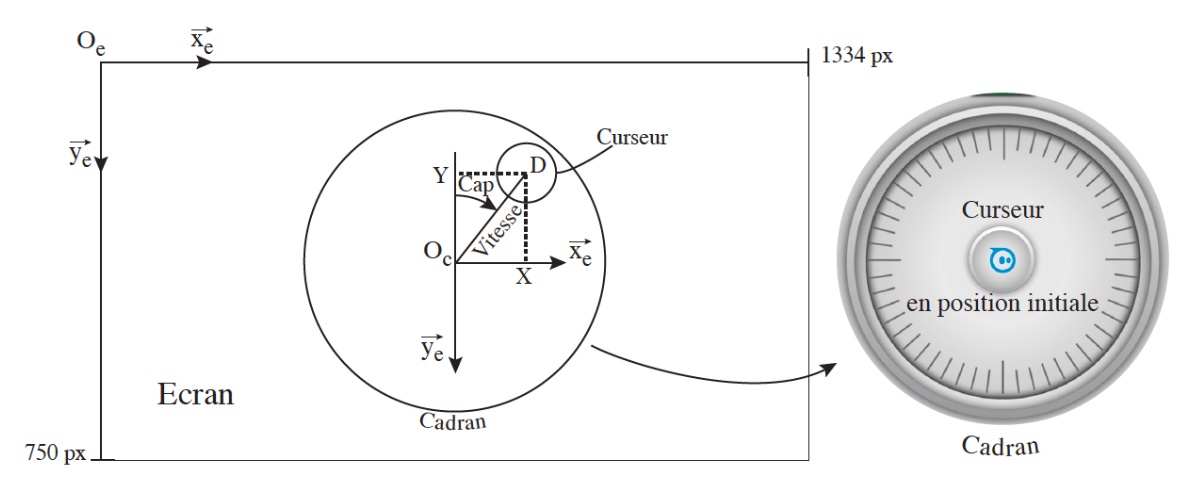 Oe
xe
1334 px
ye
Curseur
Y
Cap
D
Vitesse
Oc
xe
X
ye
Ecran
Cadran
750 px
Curseur
en position initiale
Cadran